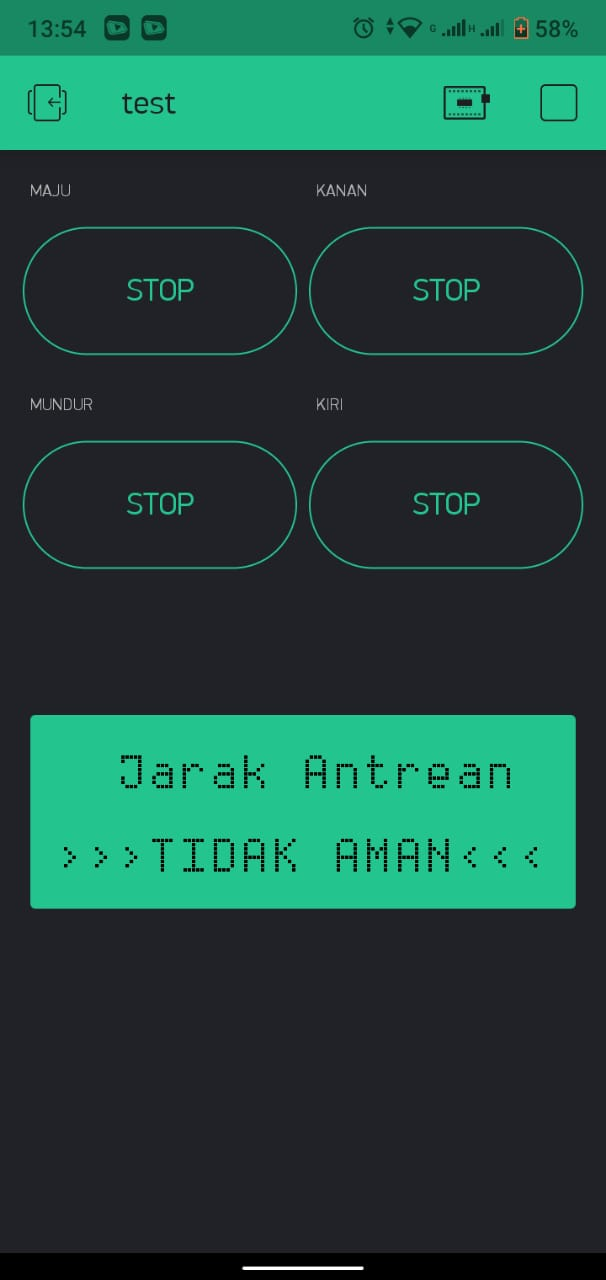 13:54 G H 58%
test
MAJU KANAN
STOP STOP
MUNDUR KIRI
STOP STOP
Jarak Antrean
>>>TIDAK AMAN<<<